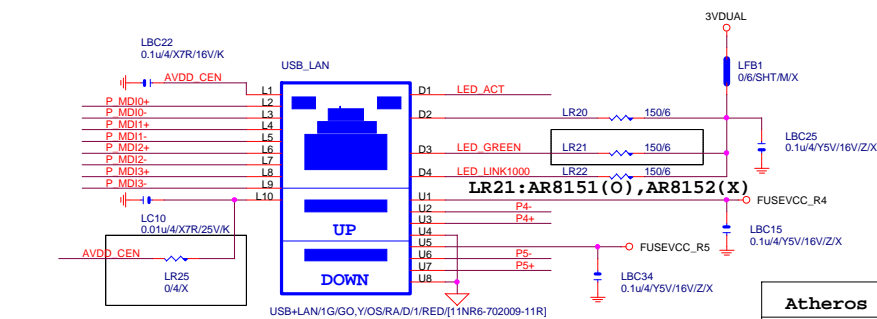 3VDUAL
LBC22
0.1u/4/X7R/16V/K
USB_LAN
LFB1
0/6/SHT/M/X
AVDD_CEN
L1
D1
LED_ACT
P_MDI0+
L2
P_MDI0-
L3
D2
LR20
150/6
P_MDI1+
L4
P_MDI1-
L5
LBC25
0.1u/4/Y5V/16V/Z/X
P_MDI2+
L6
D3
LED_GREEN
LR21
150/6
P_MDI2-
L7
P_MDI3+
L8
D4
LED_LINK1000
LR22
150/6
P_MDI3-
L9
LR21:AR8151(O),AR8152(X)
L10
U1
FUSEVCC_R4
U2
P4-
LC10
0.01u/4/X7R/25V/K
U3
P4+
UP
U4
LBC15
0.1u/4/Y5V/16V/Z/X
U5
FUSEVCC_R5
AVDD_CEN
U6
P5-
U7
P5+
LR25
0/4/X
DOWN
U8
LBC34
0.1u/4/Y5V/16V/Z/X
USB+LAN/1G/GO,Y/OS/RA/D/1/RED/[11NR6-702009-11R]
Atheros